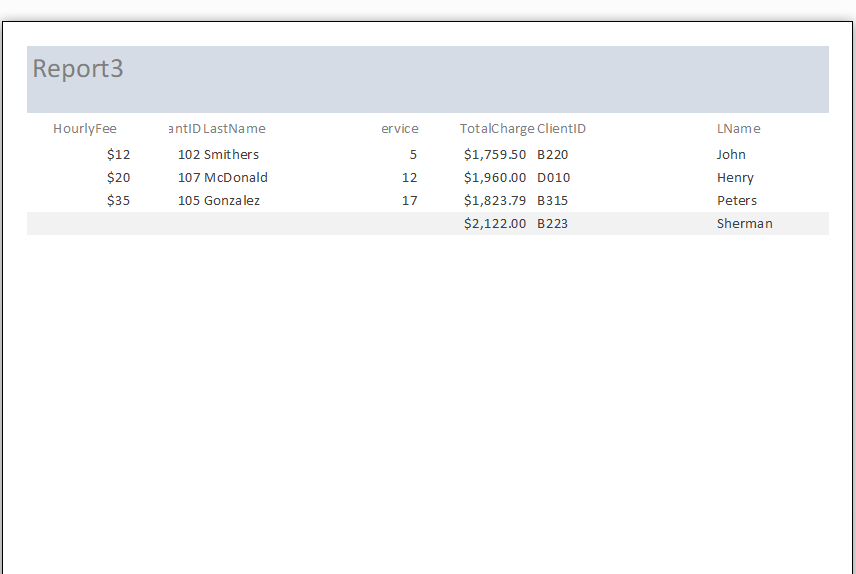 Report3
HourlyFee antID LastName ervice TotalCharge ClientID LName
$12 102 Smithers 5 $1,759.50 B220 John
$20 107 McDonald 12 $1,960.00 D010 Henry
$35 105 Gonzalez 17 $1,823.79 B315 Peters
$2,122.00 B223 Sherman